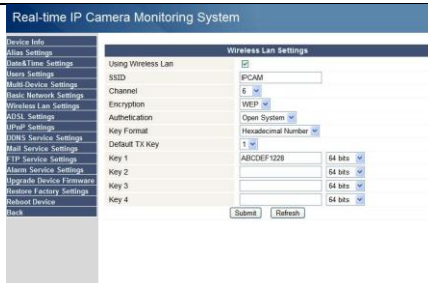 Real-time IP Camera Monitoring System
Device Info
Alias Settings
Date&Time Settings
Users Settings
Multi-Device Settings
Basic Network Settings
Wireless Lan Settings
ADSL Settings
UPnP Settings
DDNS Service Settings
Mail Service Settings
FTP Service Settings
Alarm Service Settings
Upgrade Device Firmware
Restore Factory Settings
Reboot Device
Back
Wireless Lan Settings
Using Wireless Lan
SSID IPCAM
Channel 6
Encryption WEP
Authetication Open System
Key Format Hexadecimal Number
Default TX Key 1
Key 1 ABCDEF1228 64 bits
Key 2 64 bits
Key 3 64 bits
Key 4 64 bits
Submit Refresh